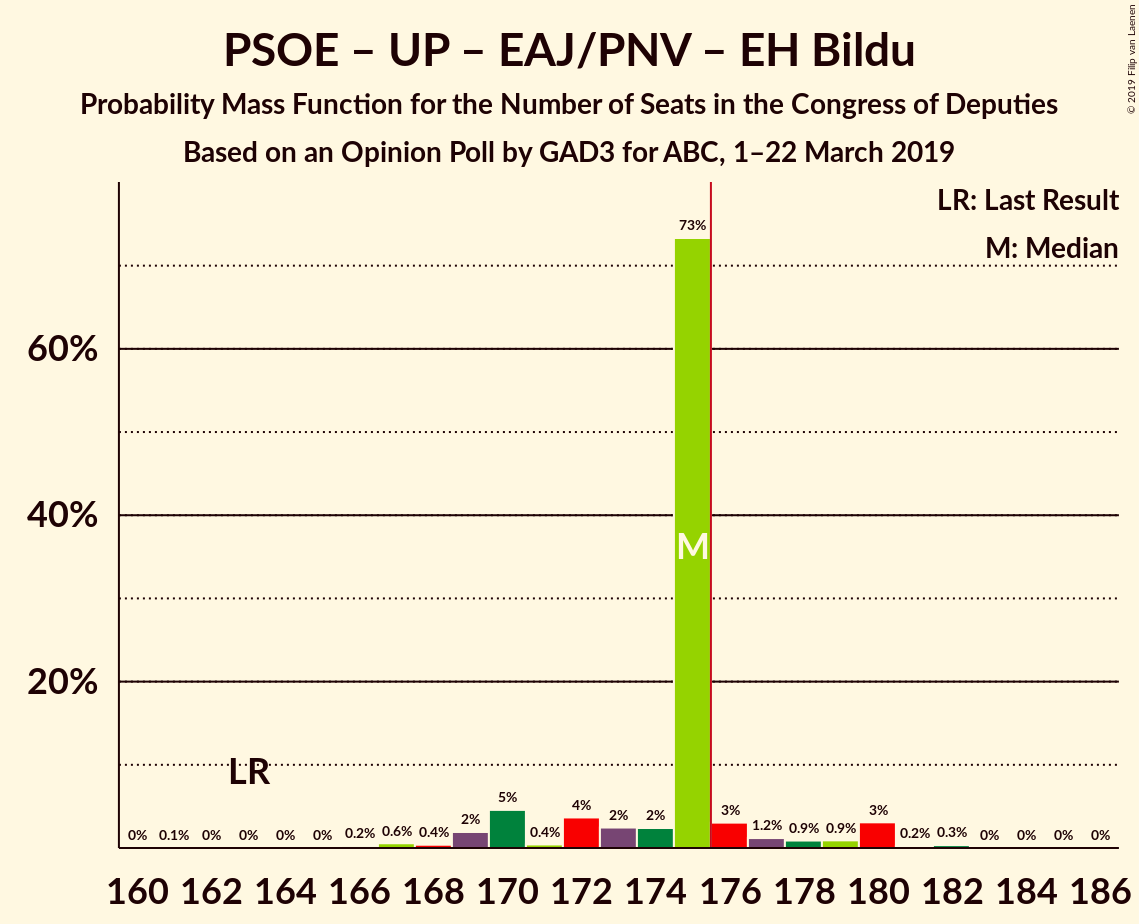 PSOE – UP – EAJ/PNV – EH Bildu
Probability Mass Function for the Number of Seats in the Congress of Deputies
Based on an Opinion Poll by GAD3 for ABC, 1–22 March 2019
© 2019 Filip van Laenen
LR: Last Result
M: Median
60%
40%
20%
73%
M
LR
0% 0.1% 0% 0% 0% 0% 0.2% 0.6% 0.4% 2% 5% 0.4% 4% 2% 2% 3% 1.2% 0.9% 0.9% 3% 0.2% 0.3% 0% 0% 0% 0%
160 162 164 166 168 170 172 174 176 178 180 182 184 186